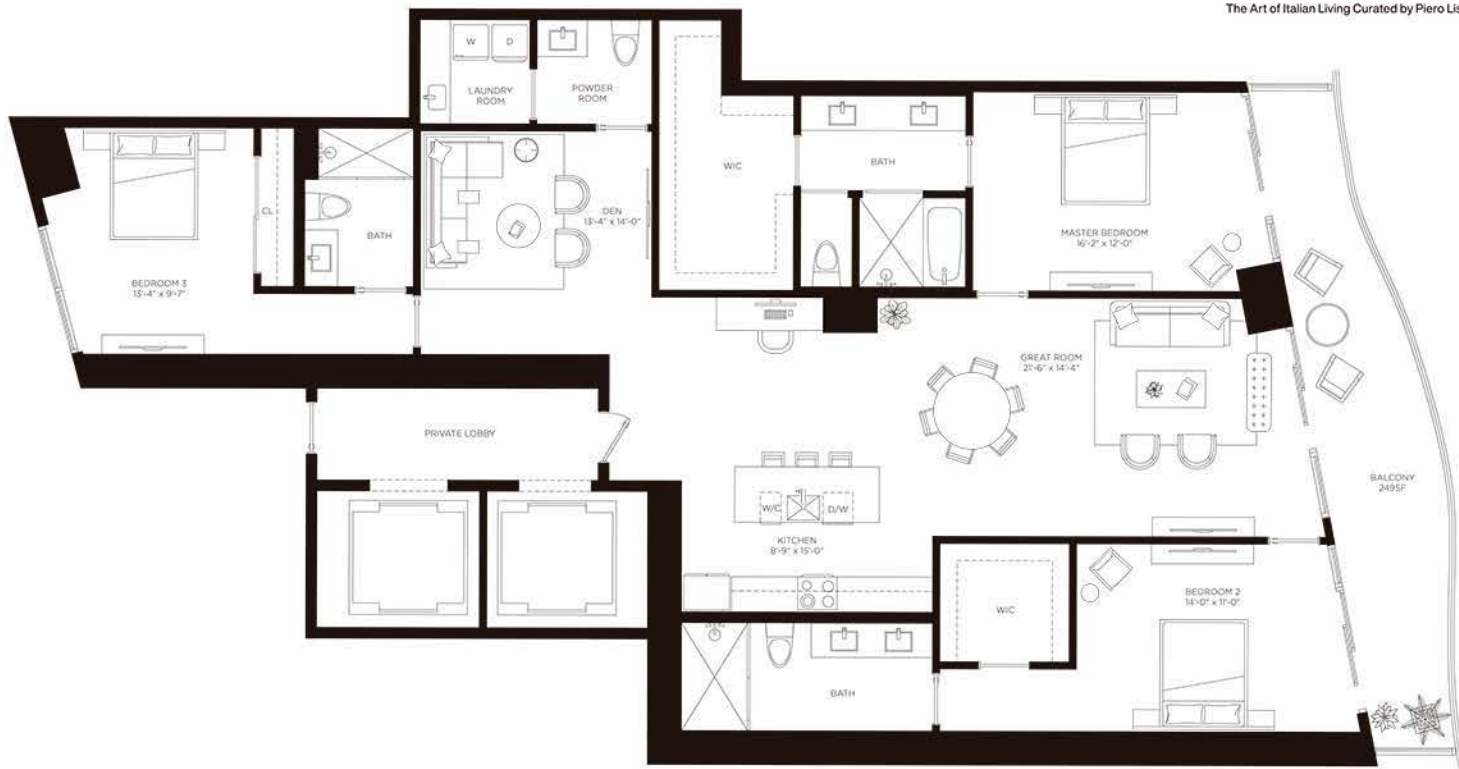 The Art of Italian Living Curated by Piero Lis
W
D
LAUNDRY
ROOM
POWDER
ROOM
WIC
BATH
MASTER BEDROOM
16'-2" x 12'-0"
DEN
13'-4" x 14'-0"
CL
BATH
BEDROOM 3
13'-4" x 9'-7"
GREAT ROOM
21'-6" x 14'-4"
PRIVATE LOBBY
BALCONY
249SF
W/C
D/W
KITCHEN
8'-9" x 15'-0"
BEDROOM 2
14'-0" x 11'-0"
WIC
BATH